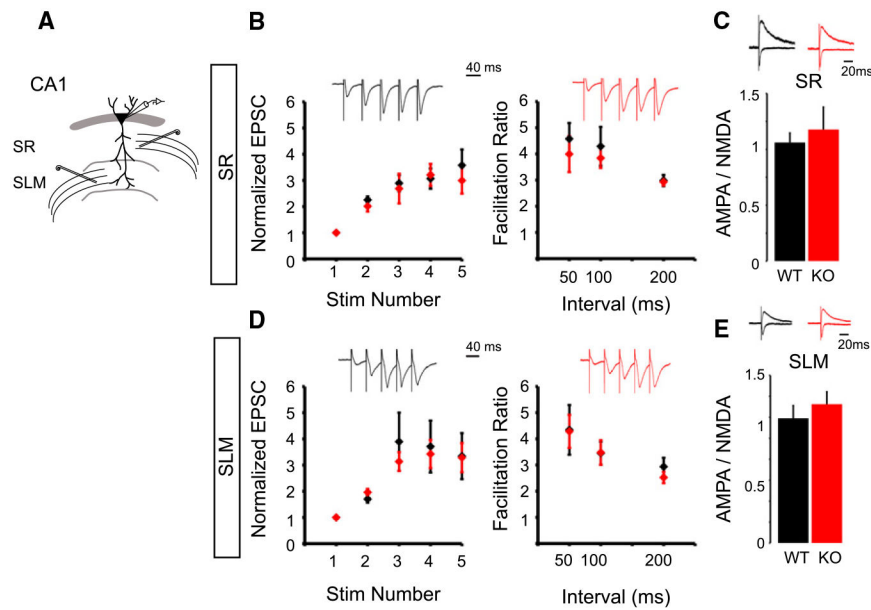 A
CA1
SR
SLM
SR
B
40 ms
Normalized EPSC
6
5
4
3
2
1
0
1 2 3 4 5
Stim Number
Facilitation Ratio
6
5
4
3
2
1
50 100 200
Interval (ms)
C
20ms
SR
AMPA / NMDA
1.5
1
0.5
0
WT KO
SLM
D
40 ms
Normalized EPSC
6
5
4
3
2
1
0
1 2 3 4 5
Stim Number
Facilitation Ratio
6
5
4
3
2
1
50 100 200
Interval (ms)
E
20ms
SLM
AMPA / NMDA
1.5
1
0.5
0
WT KO